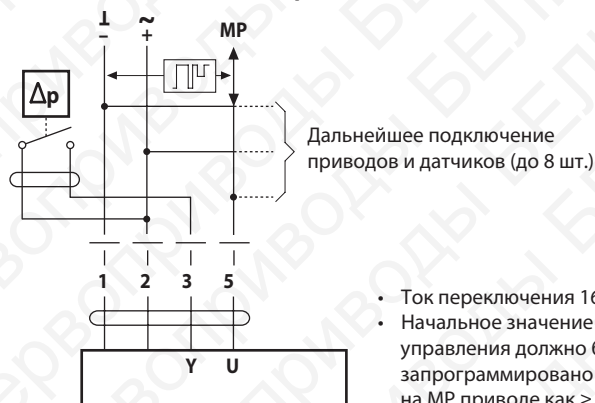 ⊥ ~
– + MP
Δp
Дальнейшее подключение
приводов и датчиков (до 8 шт.)
1 2 3 5
Y U
• Ток переключения 16
• Начальное значение
управления должно
запрограммировано
на МР приводе как ≥